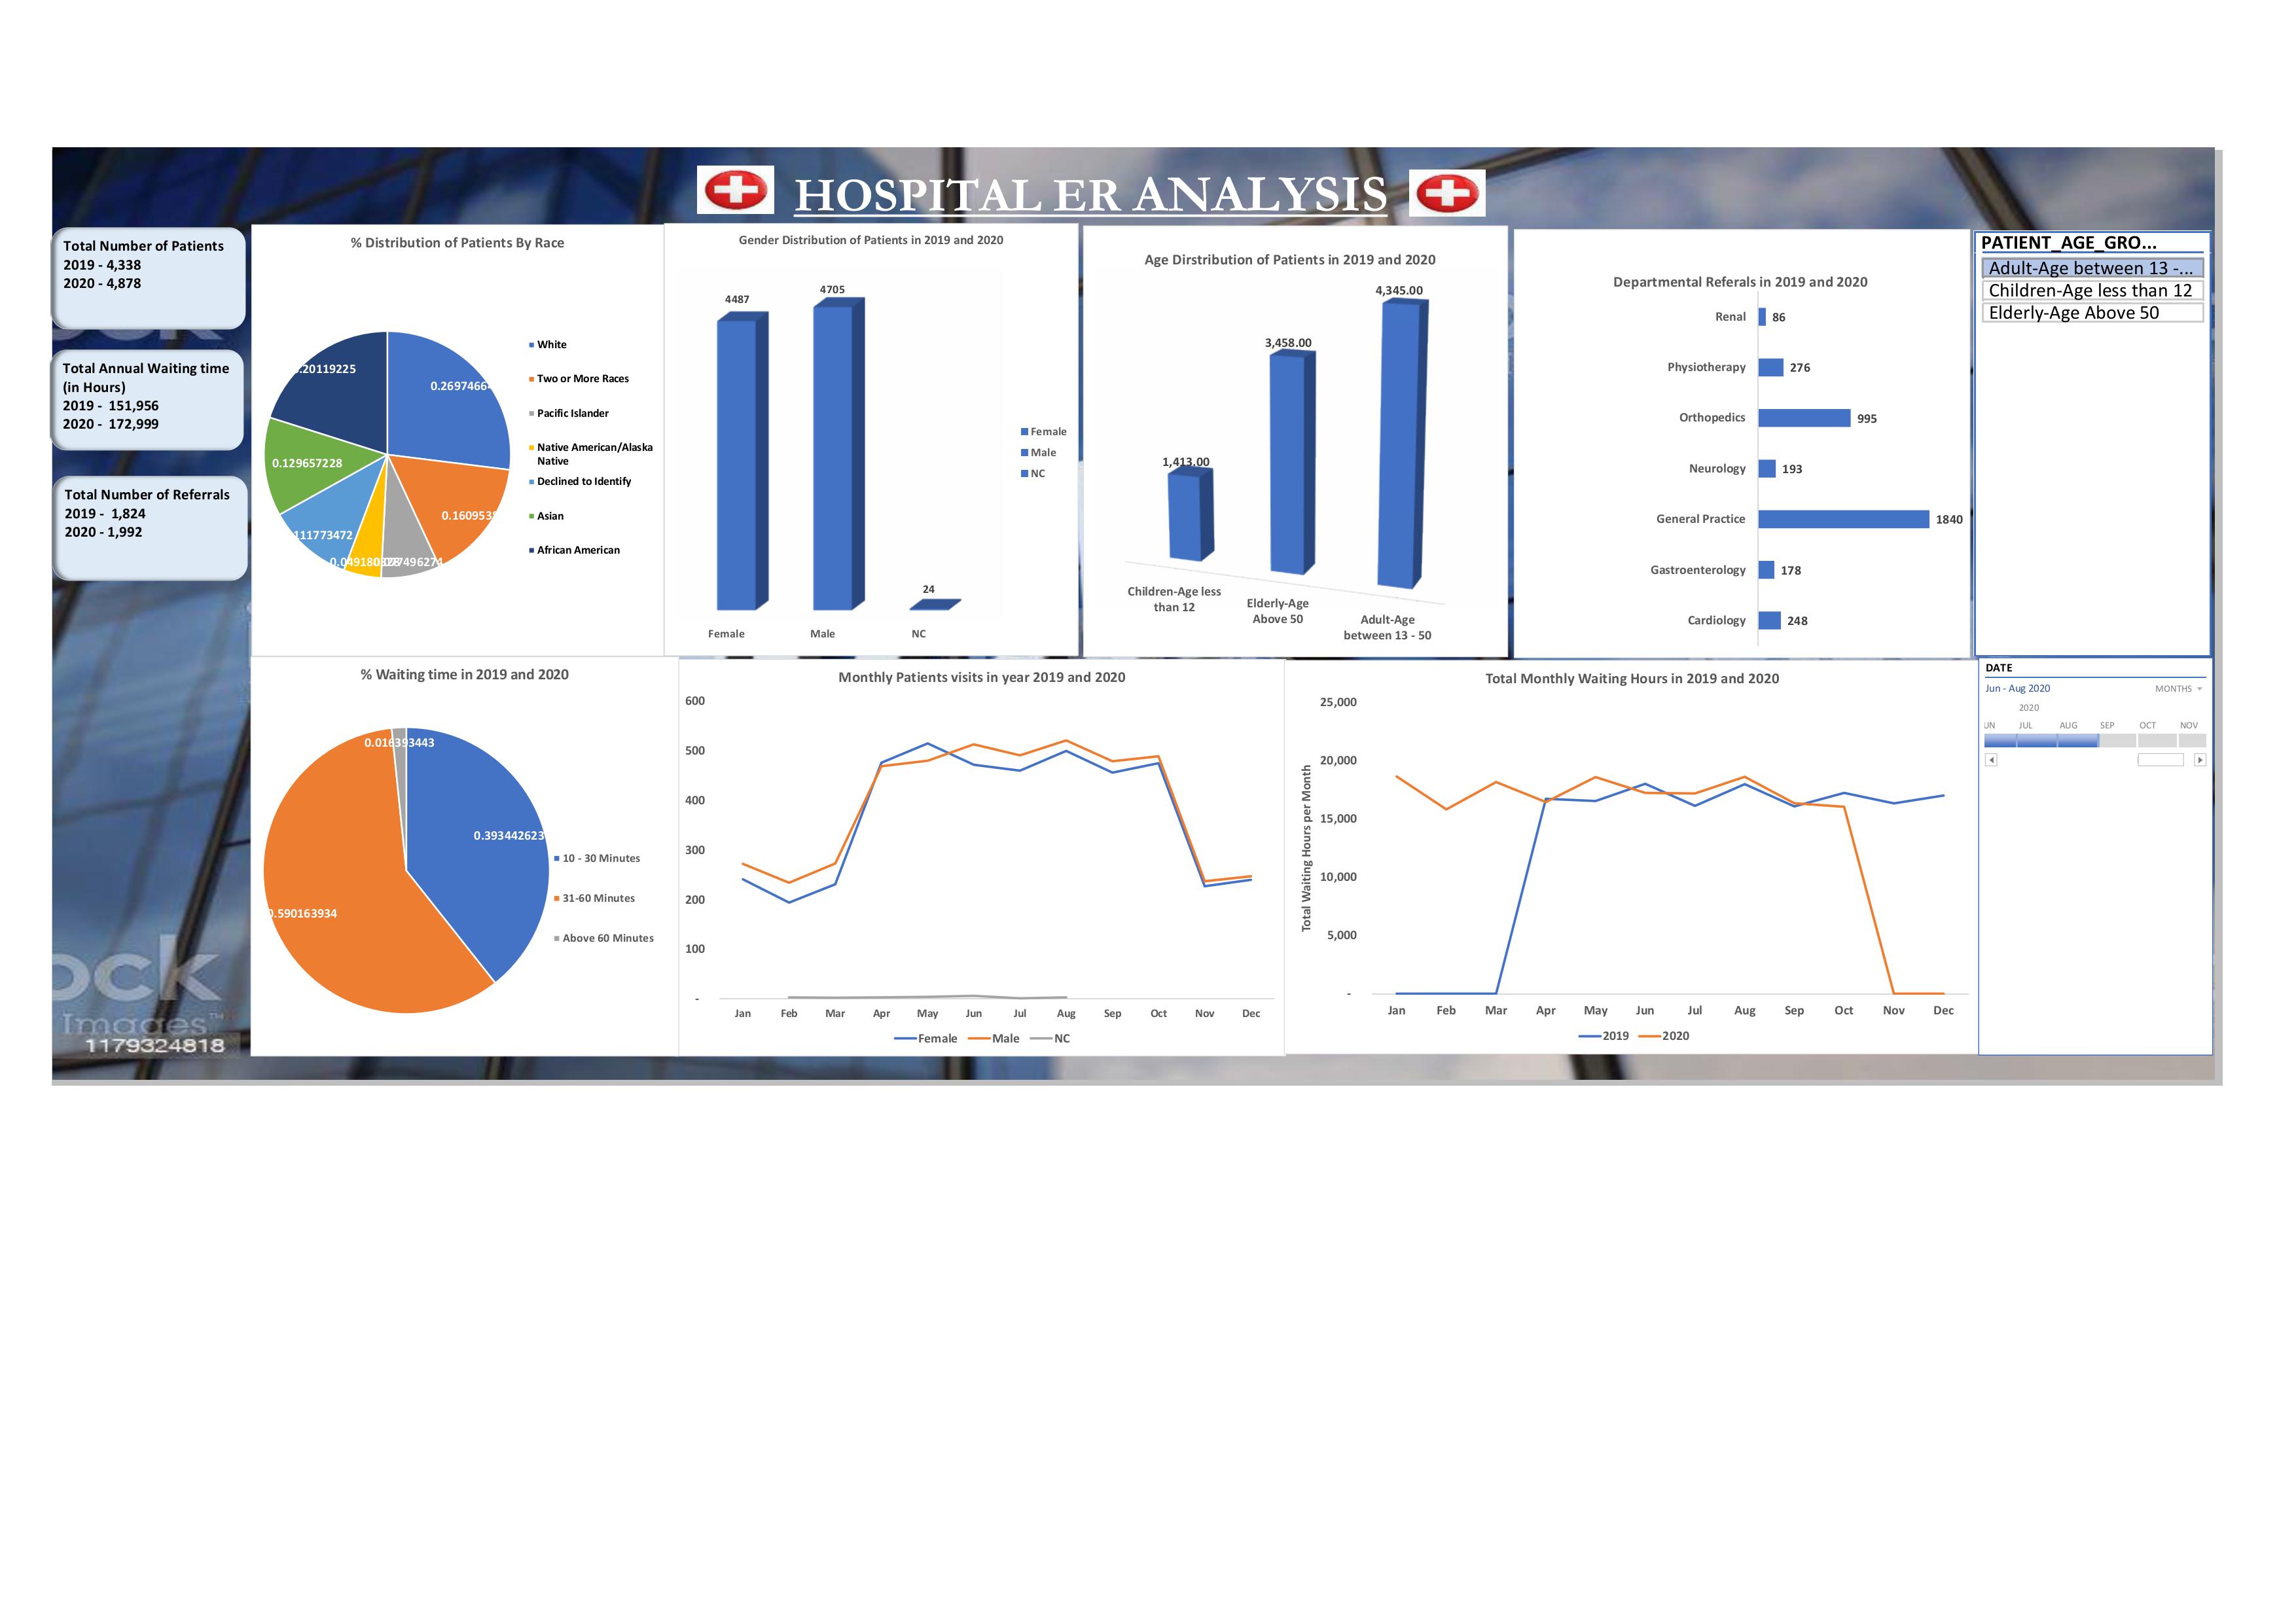 HOSPITAL ER ANALYSIS
Total Number of Patients
2019 - 4,338
2020 - 4,878
Total Annual Waiting time
(in Hours)
2019 - 151,956
2020 - 172,999
Total Number of Referrals
2019 - 1,824
2020 - 1,992
% Distribution of Patients By Race
.20119225
0.2697466
0.129657228
0.160953
111773472
White
Two or More Races
Pacific Islander
Native American/Alaska
Native
Declined to Identify
Asian
African American
Gender Distribution of Patients in 2019 and 2020
4487
4705
24
Female
Male
NC
Female
Male
NC
Age Dirstribution of Patients in 2019 and 2020
1,413.00
3,458.00
4,345.00
Children-Age less
than 12
Elderly-Age
Above 50
Adult-Age
between 13 - 50
Departmental Referals in 2019 and 2020
Renal 86
Physiotherapy 276
Orthopedics 995
Neurology 193
General Practice 1840
Gastroenterology 178
Cardiology 248
PATIENT_AGE_GRO...
Adult-Age between 13 -...
Children-Age less than 12
Elderly-Age Above 50
% Waiting time in 2019 and 2020
0.016393443
0.393442623
0.590163934
10 - 30 Minutes
31-60 Minutes
Above 60 Minutes
Monthly Patients visits in year 2019 and 2020
600
500
400
300
200
100
-
Jan Feb Mar Apr May Jun Jul Aug Sep Oct Nov Dec
Female Male NC
Total Monthly Waiting Hours in 2019 and 2020
Total Waiting Hours per Month
25,000
20,000
15,000
10,000
5,000
-
Jan Feb Mar Apr May Jun Jul Aug Sep Oct Nov Dec
2019 2020
DATE
Jun - Aug 2020 MONTHS
2020
UN JUL AUG SEP OCT NOV
ock
Images™
1179324818